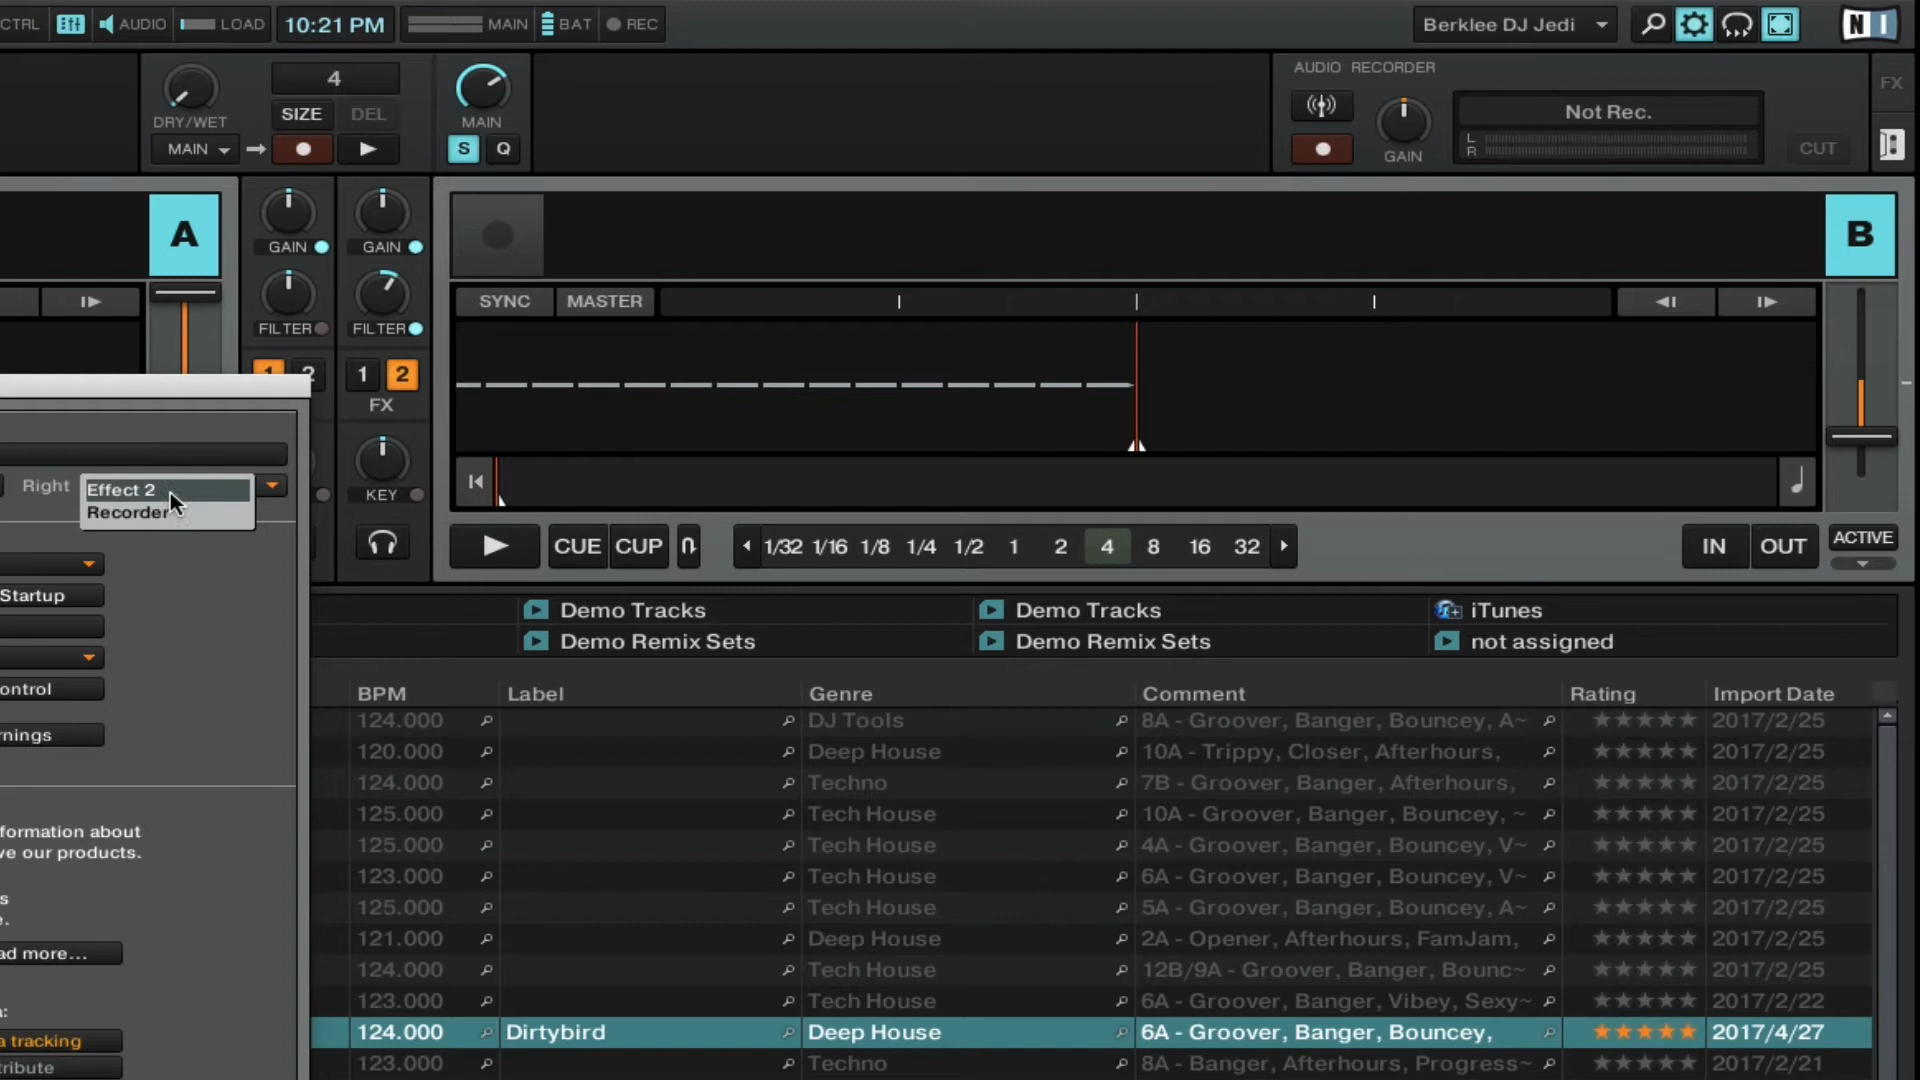 CTRL AUDIO LOAD 10:21 PM MAIN BAT REC Berklee DJ Jedi N I
AUDIO RECORDER FX
4
SIZE DEL
DRY/WET MAIN GAIN Not Rec. L R CUT
MAIN S Q
A B
GAIN GAIN
SYNC MASTER
FILTER FILTER
1 2 1 2
FX
Right Effect 2
Recorder
KEY
CUE CUP 1/32 1/16 1/8 1/4 1/2 1 2 4 8 16 32 IN OUT ACTIVE
Startup
ontrol
rnings
formation about
ve our products.
s
e.
ad more...
a:
a tracking
tribute
Demo Tracks Demo Tracks iTunes
Demo Remix Sets Demo Remix Sets not assigned
BPM Label Genre Comment Rating Import Date
124.000 DJ Tools 8A - Groover, Banger, Bouncey, A~ 2017/2/25
120.000 Deep House 10A - Trippy, Closer, Afterhours, 2017/2/25
124.000 Techno 7B - Groover, Banger, Afterhours, 2017/2/25
125.000 Tech House 10A - Groover, Banger, Bouncey, ~ 2017/2/25
125.000 Tech House 4A - Groover, Banger, Bouncey, V~ 2017/2/25
123.000 Tech House 6A - Groover, Banger, Bouncey, V~ 2017/2/25
125.000 Tech House 5A - Groover, Banger, Bouncey, A~ 2017/2/25
121.000 Deep House 2A - Opener, Afterhours, FamJam, 2017/2/25
124.000 Tech House 12B/9A - Groover, Banger, Bounc~ 2017/2/25
123.000 Tech House 6A - Groover, Banger, Vibey, Sexy~ 2017/2/22
124.000 Dirtybird Deep House 6A - Groover, Banger, Bouncey, 2017/4/27
123.000 Techno 8A - Banger, Afterhours, Progress~ 2017/2/21